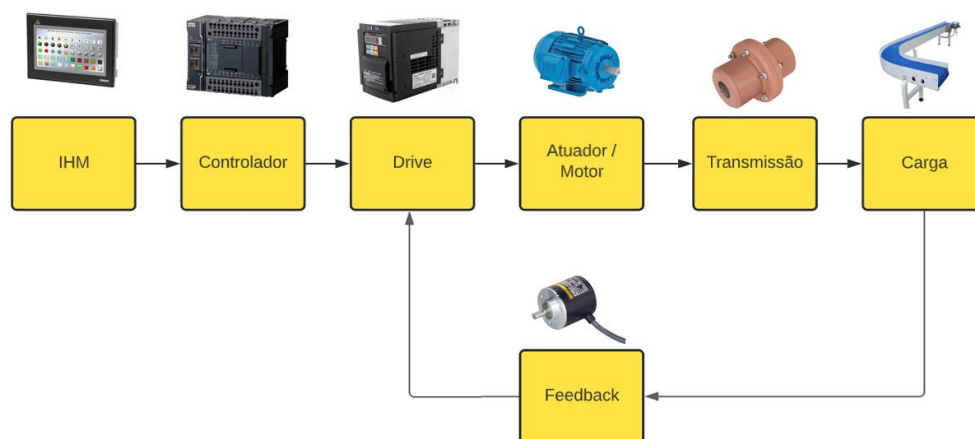 IHM
Controlador
Drive
Atuador /
Motor
Transmissão
Carga
Feedback